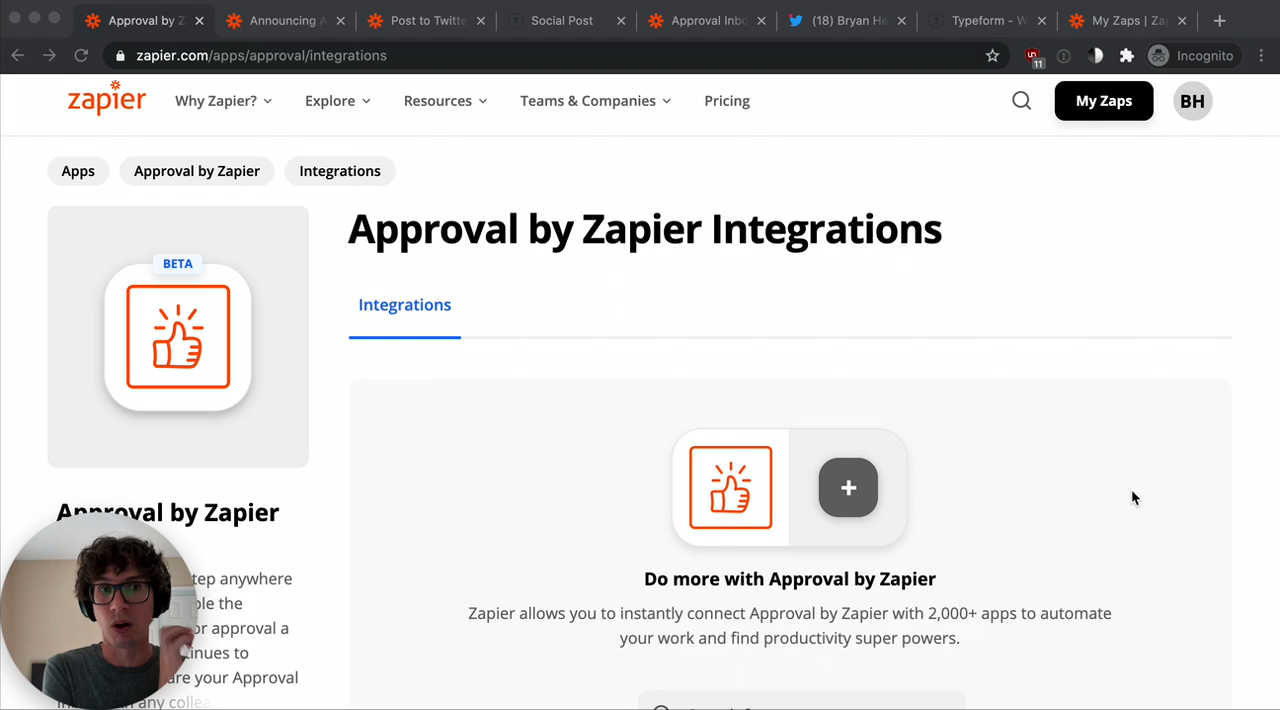 Approval by Z
Announcing A
Post to Twitte
Social Post
Approval Inb
(18) Bryan He
Typeform - W
My Zaps | Za
zapier.com/apps/approval/integrations
11
Incognito
zapier
Why Zapier?
Explore
Resources
Teams & Companies
Pricing
My Zaps
BH
Apps
Approval by Zapier
Integrations
BETA
Approval by Zapier Integrations
Integrations
Approval by Zapier
tep anywhere
ple the
or approval a
tinues to
are your Approval
any collea
Do more with Approval by Zapier
Zapier allows you to instantly connect Approval by Zapier with 2,000+ apps to automate
your work and find productivity super powers.